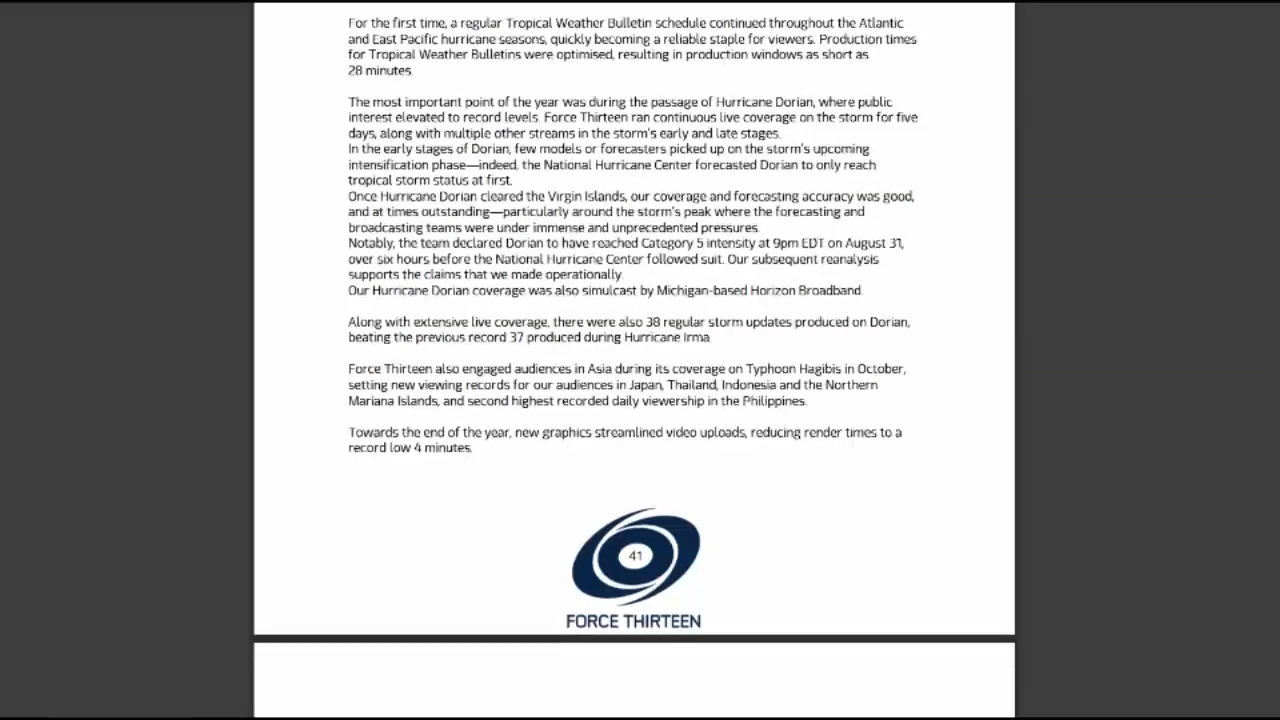 For the first time, a regular Tropical Weather Bulletin schedule continued throughout the Atlantic
and East Pacific hurricane seasons, quickly becoming a reliable staple for viewers. Production times
for Tropical Weather Bulletins were optimised, resulting in production windows as short as
28 minutes.
The most important point of the year was during the passage of Hurricane Dorian, where public
interest elevated to record levels. Force Thirteen ran continuous live coverage on the storm for five
days, along with multiple other streams in the storm's early and late stages.
In the early stages of Dorian, few models or forecasters picked up on the storm's upcoming
intensification phase—indeed, the National Hurricane Center forecasted Dorian to only reach
tropical storm status at first.
Once Hurricane Dorian cleared the Virgin Islands, our coverage and forecasting accuracy was good,
and at times outstanding—particularly around the storm's peak where the forecasting and
broadcasting teams were under immense and unprecedented pressures.
Notably, the team declared Dorian to have reached Category 5 intensity at 9pm EDT on August 31,
over six hours before the National Hurricane Center followed suit. Our subsequent reanalysis
supports the claims that we made operationally.
Our Hurricane Dorian coverage was also simulcast by Michigan-based Horizon Broadband.
Along with extensive live coverage, there were also 38 regular storm updates produced on Dorian,
beating the previous record 37 produced during Hurricane Irma.
Force Thirteen also engaged audiences in Asia during its coverage on Typhoon Hagibis in October,
setting new viewing records for our audiences in Japan, Thailand, Indonesia and the Northern
Mariana Islands, and second highest recorded daily viewership in the Philippines.
Towards the end of the year, new graphics streamlined video uploads, reducing render times to a
record low 4 minutes.
41
FORCE THIRTEEN